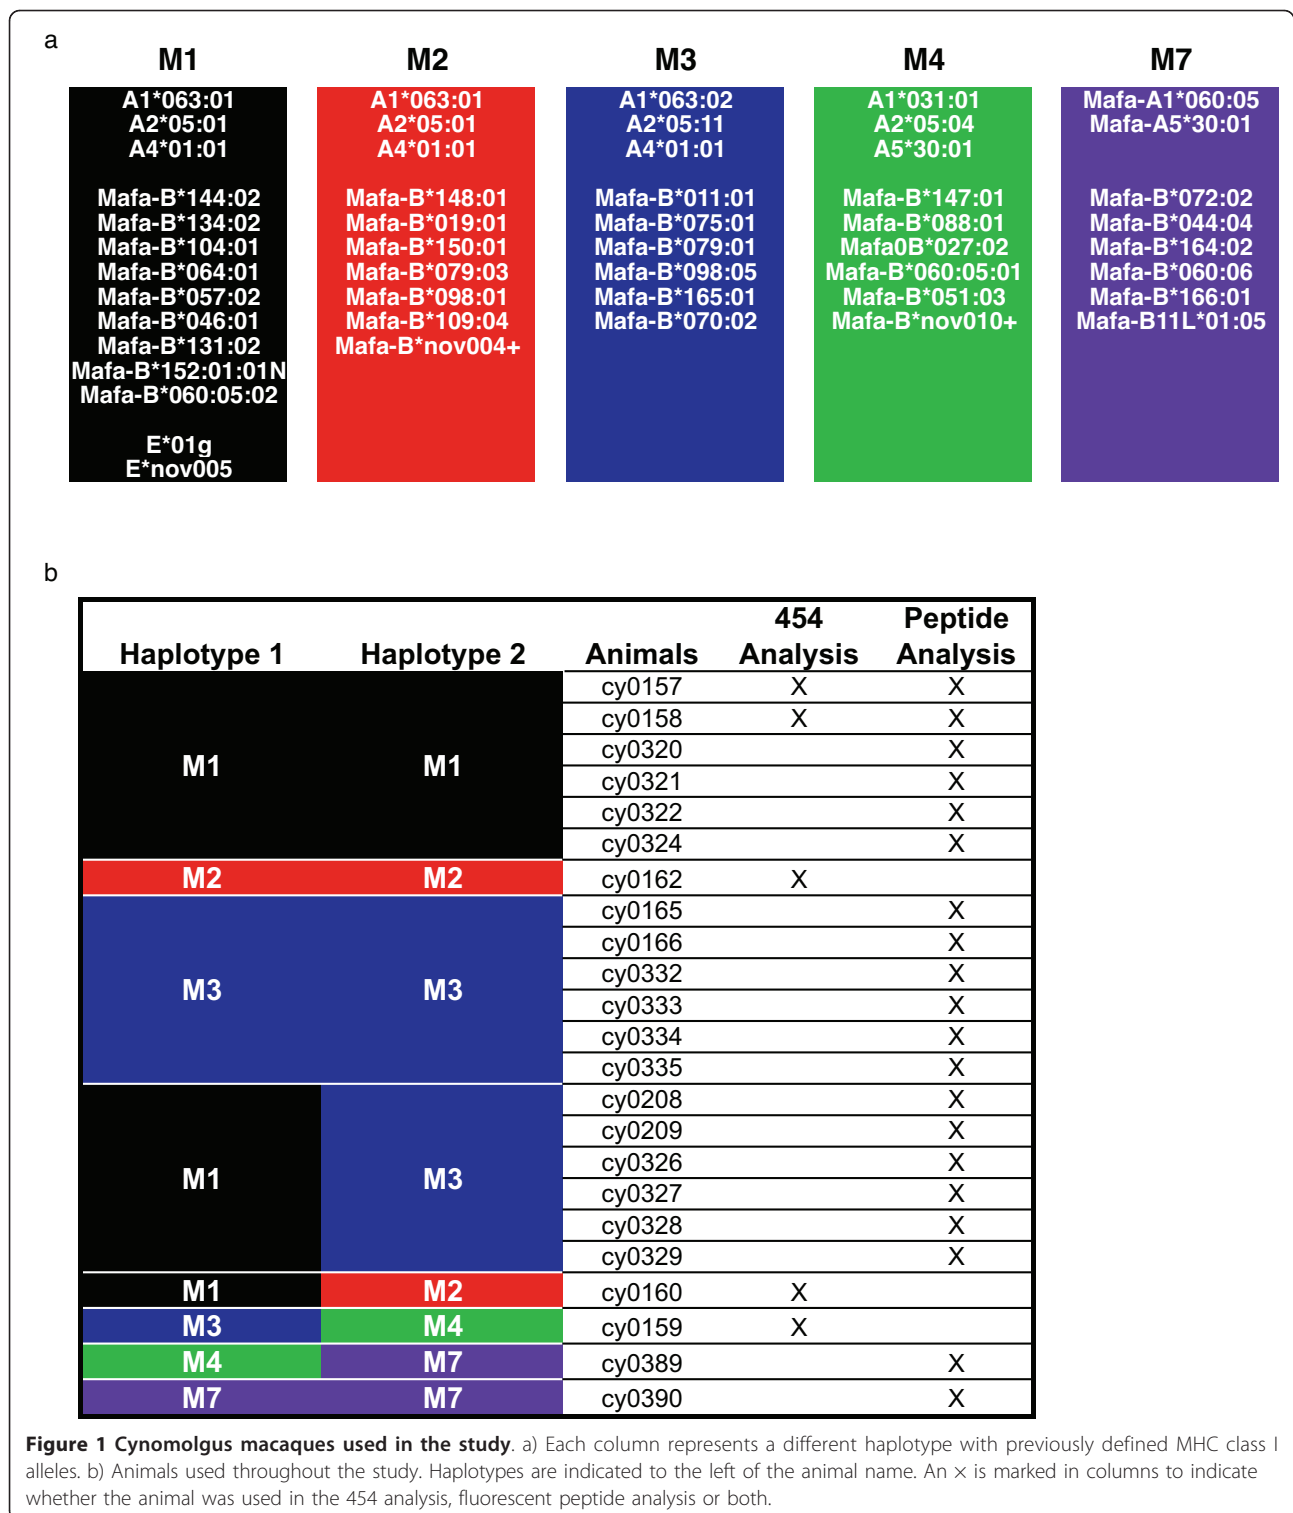 a
M1 M2 M3 M4 M7
A1*063:01 A1*063:01 A1*063:02 A1*031:01 Mafa-A1*060:05
A2*05:01 A2*05:01 A2*05:11 A2*05:04 Mafa-A5*30:01
A4*01:01 A4*01:01 A4*01:01 A5*30:01
Mafa-B*144:02 Mafa-B*148:01 Mafa-B*011:01 Mafa-B*147:01 Mafa-B*072:02
Mafa-B*134:02 Mafa-B*019:01 Mafa-B*075:01 Mafa-B*088:01 Mafa-B*044:04
Mafa-B*104:01 Mafa-B*150:01 Mafa-B*079:01 Mafa0B*027:02 Mafa-B*164:02
Mafa-B*064:01 Mafa-B*079:03 Mafa-B*098:05 Mafa-B*060:05:01 Mafa-B*060:06
Mafa-B*057:02 Mafa-B*098:01 Mafa-B*165:01 Mafa-B*051:03 Mafa-B*166:01
Mafa-B*046:01 Mafa-B*109:04 Mafa-B*070:02 Mafa-B*nov010+ Mafa-B11L*01:05
Mafa-B*131:02 Mafa-B*nov004+
Mafa-B*152:01:01N
Mafa-B*060:05:02
E*01g
E*nov005
b
454 Peptide
Haplotype 1 Haplotype 2 Animals Analysis Analysis
cy0157 X X
cy0158 X X
cy0320 X
M1 M1
cy0321 X
cy0322 X
cy0324 X
M2 M2 cy0162 X
cy0165 X
cy0166 X
cy0332 X
M3 M3
cy0333 X
cy0334 X
cy0335 X
cy0208 X
cy0209 X
cy0326 X
M1 M3
cy0327 X
cy0328 X
cy0329 X
M1 M2 cy0160 X
M3 M4 cy0159 X
M4 M7 cy0389 X
M7 M7 cy0390 X
Figure 1 Cynomolgus macaques used in the study. a) Each column represents a different haplotype with previously defined MHC class I
alleles. b) Animals used throughout the study. Haplotypes are indicated to the left of the animal name. An × is marked in columns to indicate
whether the animal was used in the 454 analysis, fluorescent peptide analysis or both.